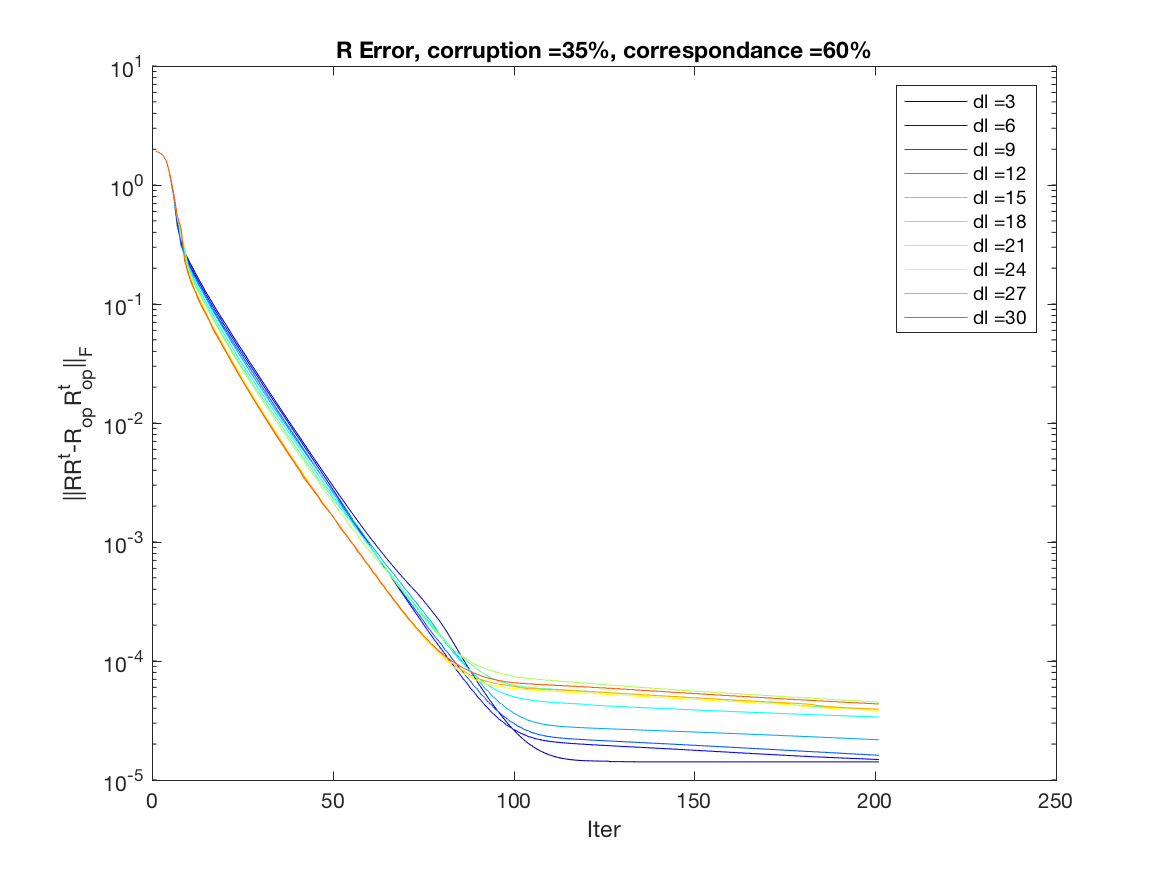 R Error, corruption =35%, correspondance =60%
10^1
10^0
10^-1
10^-2
10^-3
10^-4
10^-5
||RR^t-R_op R^t_op||_F
dl =3
dl =6
dl =9
dl =12
dl =15
dl =18
dl =21
dl =24
dl =27
dl =30
0 50 100 150 200 250
Iter